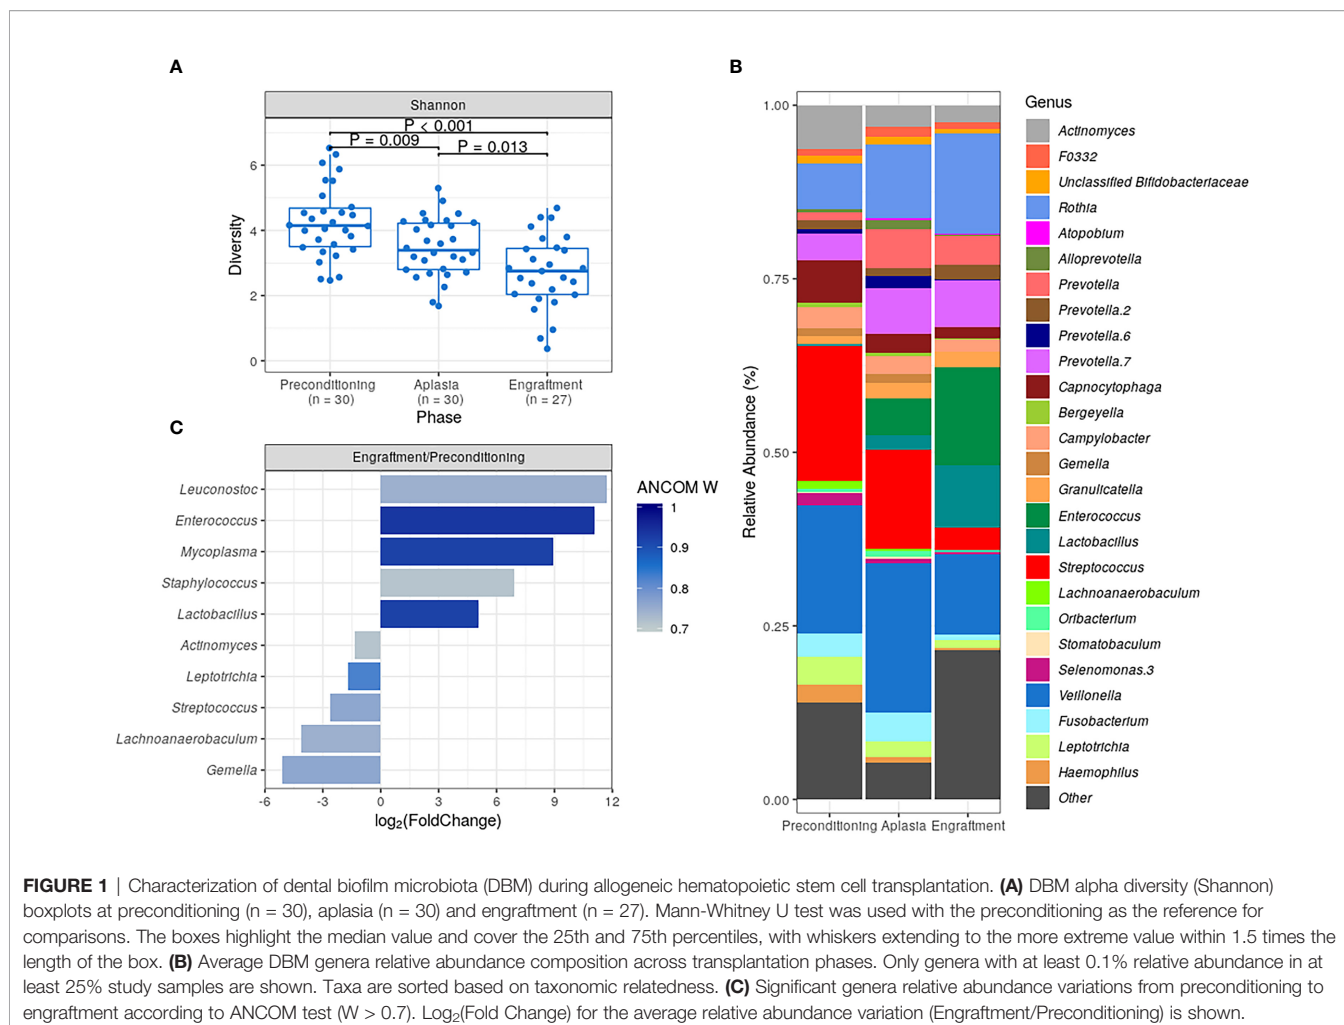 A
Shannon
P < 0.001
P = 0.009
P = 0.013
Diversity
6
4
2
0
Preconditioning
(n = 30)
Aplasia
(n = 30)
Engraftment
(n = 27)
Phase
B
1.00
0.75
0.50
0.25
0.00
Relative Abundance (%)
Preconditioning Aplasia Engraftment
Genus
Actinomyces
F0332
Unclassified Bifidobacteriaceae
Rothia
Atopobium
Alloprevotella
Prevotella
Prevotella.2
Prevotella.6
Prevotella.7
Capnocytophaga
Bergeyella
Campylobacter
Gemella
Granulicatella
Enterococcus
Lactobacillus
Streptococcus
Lachnoanaerobaculum
Oribacterium
Stomatobaculum
Selenomonas.3
Veillonella
Fusobacterium
Leptotrichia
Haemophilus
Other
C
Engraftment/Preconditioning
Leuconostoc
Enterococcus
Mycoplasma
Staphylococcus
Lactobacillus
Actinomyces
Leptotrichia
Streptococcus
Lachnoanaerobaculum
Gemella
-6 -3 0 3 6 9 12
log₂(FoldChange)
ANCOM W
1
0.9
0.8
0.7
FIGURE 1 | Characterization of dental biofilm microbiota (DBM) during allogeneic hematopoietic stem cell transplantation. (A) DBM alpha diversity (Shannon)
boxplots at preconditioning (n = 30), aplasia (n = 30) and engraftment (n = 27). Mann-Whitney U test was used with the preconditioning as the reference for
comparisons. The boxes highlight the median value and cover the 25th and 75th percentiles, with whiskers extending to the more extreme value within 1.5 times the
length of the box. (B) Average DBM genera relative abundance composition across transplantation phases. Only genera with at least 0.1% relative abundance in at
least 25% study samples are shown. Taxa are sorted based on taxonomic relatedness. (C) Significant genera relative abundance variations from preconditioning to
engraftment according to ANCOM test (W > 0.7). Log₂(Fold Change) for the average relative abundance variation (Engraftment/Preconditioning) is shown.